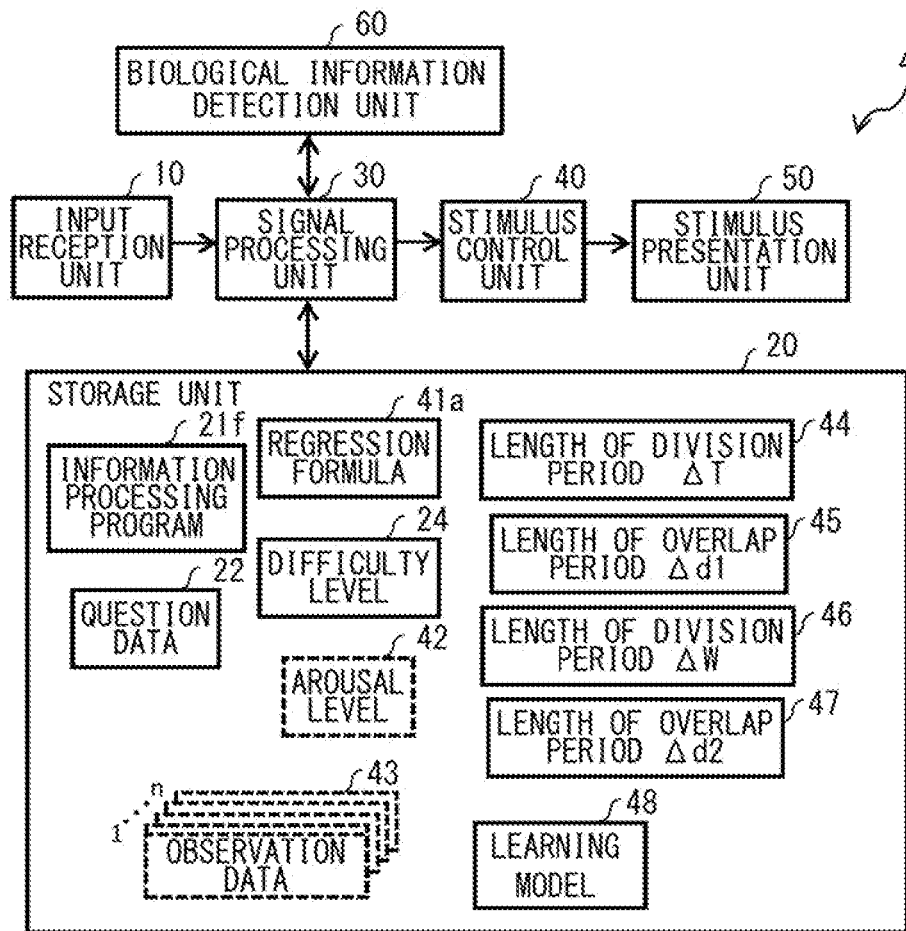 60
4
BIOLOGICAL INFORMATION
DETECTION UNIT
10
30
40
50
INPUT
RECEPTION
UNIT
SIGNAL
PROCESSING
UNIT
STIMULUS
CONTROL
UNIT
STIMULUS
PRESENTATION
UNIT
20
STORAGE UNIT
21f
INFORMATION
PROCESSING
PROGRAM
41a
REGRESSION
FORMULA
44
LENGTH OF DIVISION
PERIOD ΔT
22
QUESTION
DATA
24
DIFFICULTY
LEVEL
45
LENGTH OF OVERLAP
PERIOD Δd1
42
AROUSAL
LEVEL
46
LENGTH OF DIVISION
PERIOD ΔW
47
LENGTH OF OVERLAP
PERIOD Δd2
43
1 n
OBSERVATION
DATA
48
LEARNING
MODEL